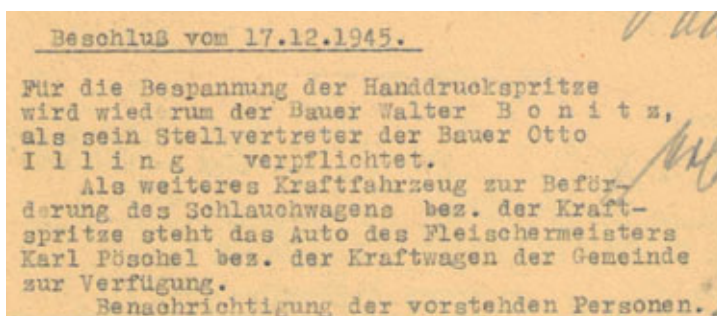 Beschluß vom 17.12.1945.
Für die Bespannung der Handdruckspritze
wird wiederum der Bauer Walter B o n i t z,
als sein Stellvertreter der Bauer Otto
I l l i n g verpflichtet.
Als weiteres Kraftfahrzeug zur Beför-
derung des Schlauchwagens bez. der Kraft-
spritze steht das Auto des Fleischermeisters
Karl Pöschel bez. der Kraftwagen der Gemeinde
zur Verfügung.
Benachrichtigung der vorstehden Personen.